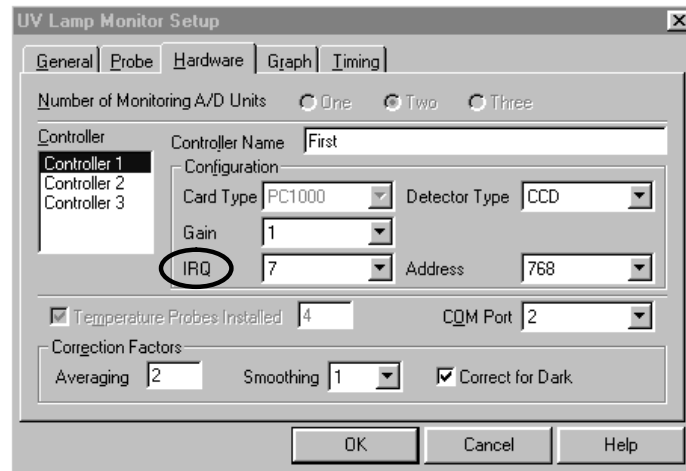 UV Lamp Monitor Setup
General Probe Hardware Graph Timing
Number of Monitoring A/D Units One Two Three
Controller
Controller 1
Controller 2
Controller 3
Controller Name First
Configuration
Card Type PC1000 Detector Type CCD
Gain 1
IRQ 7 Address 768
Temperature Probes Installed 4 COM Port 2
Correction Factors
Averaging 2 Smoothing 1 Correct for Dark
OK Cancel Help